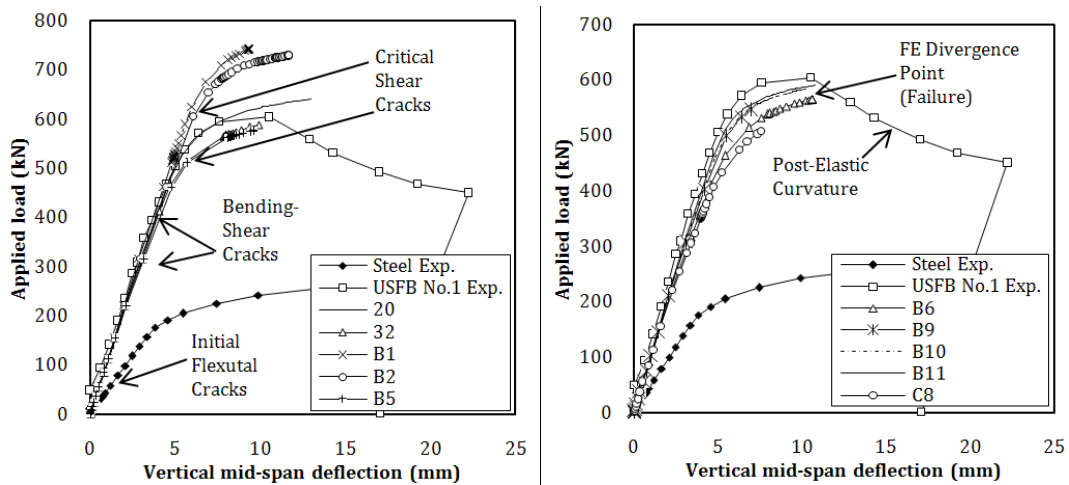 800
700
600
500
400
300
200
100
0
Applied load (kN)
Critical
Shear
Cracks
Bending-
Shear
Cracks
Initial
Flexutal
Cracks
Steel Exp.
USFB No.1 Exp.
20
32
B1
B2
B5
0 5 10 15 20 25
Vertical mid-span deflection (mm)
700
600
500
400
300
200
100
0
Applied load (kN)
FE Divergence
Point
(Failure)
Post-Elastic
Curvature
Steel Exp.
USFB No.1 Exp.
B6
B9
B10
B11
C8
0 5 10 15 20 25
Vertical mid-span deflection (mm)